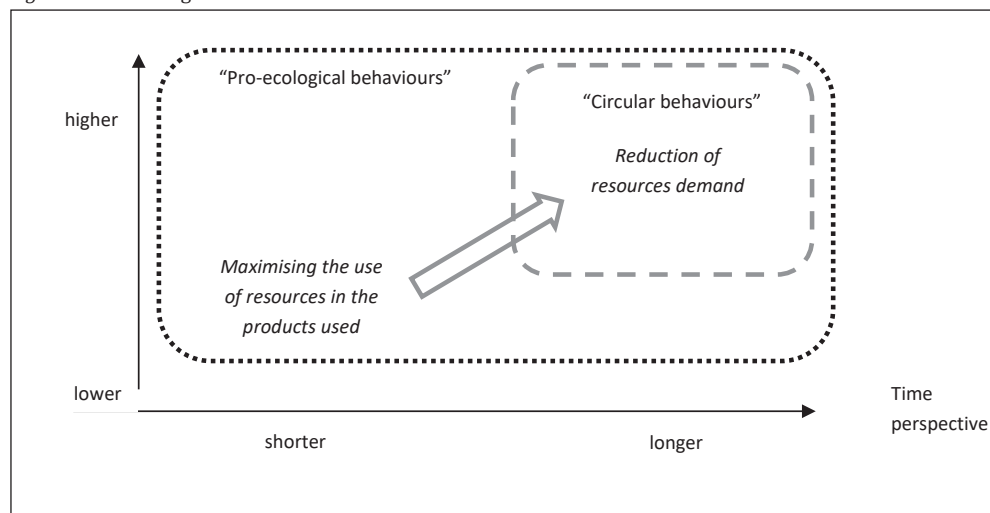 “Pro-ecological behaviours”
“Circular behaviours”
higher
Reduction of
resources demand
Maximising the use
of resources in the
products used
lower
Time
perspective
shorter
longer